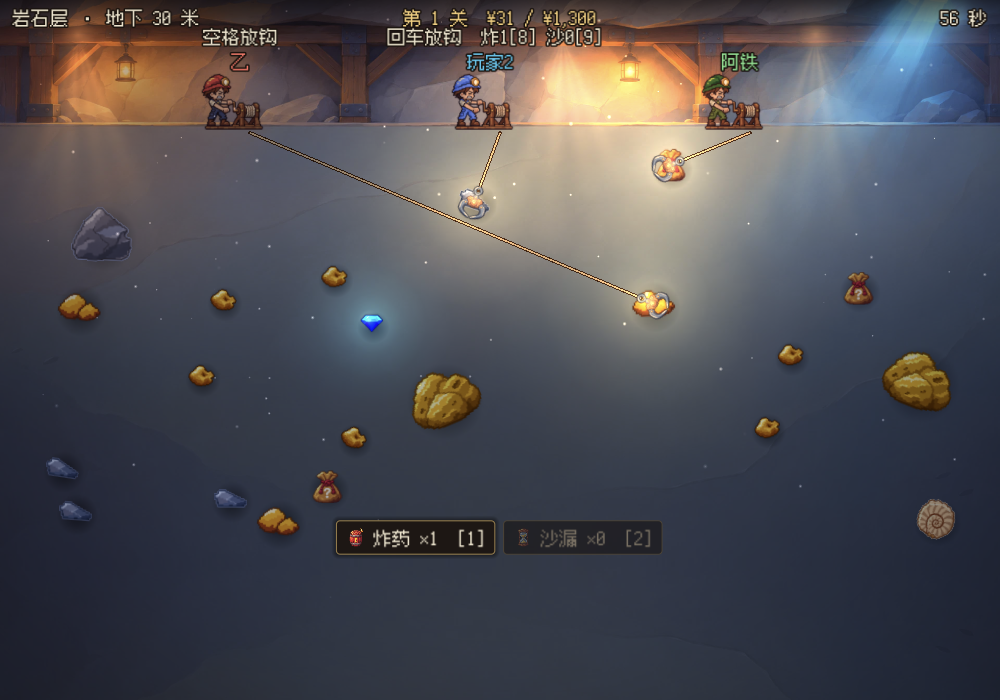 岩石层 · 地下 30 米
第 1 关 ¥31 / ¥1,300
56 秒
空格放钩
回车放钩 炸1[8] 沙0[9]
乙
玩家2
阿铁
炸药 ×1 [1]
沙漏 ×0 [2]